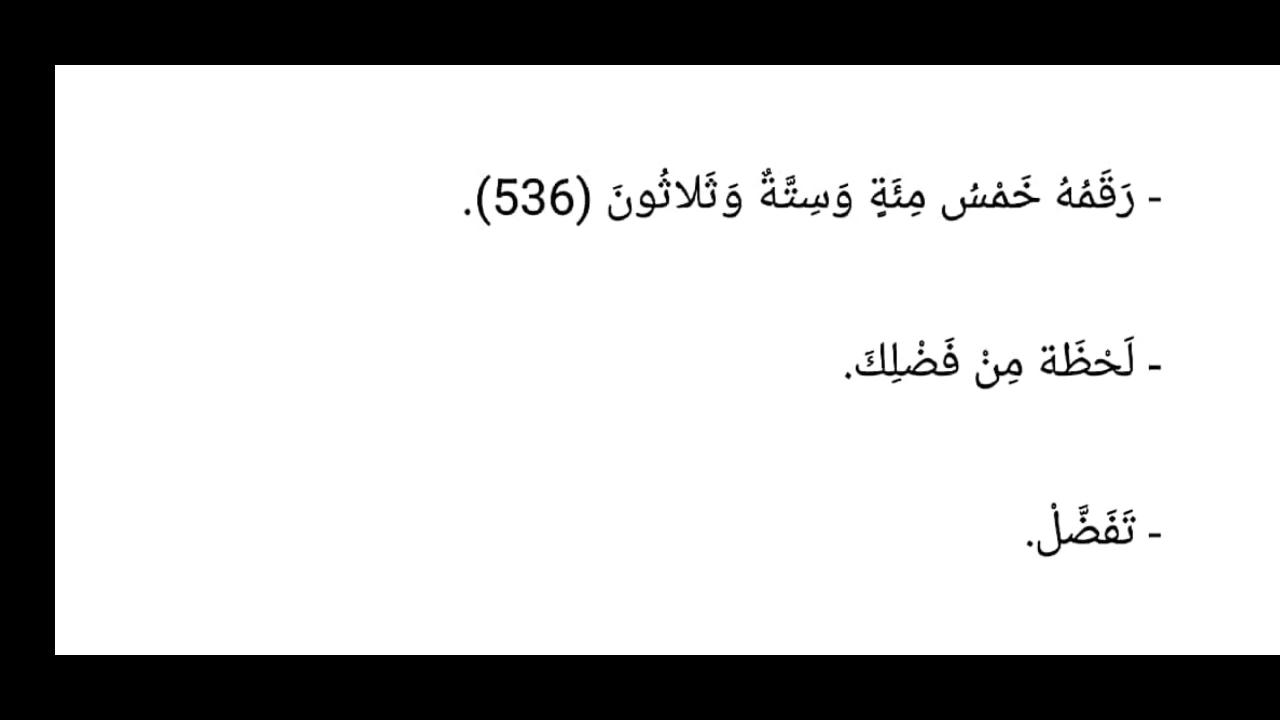 - رَقَمُهُ خَمْسُ مِئَةٍ وَسِتَّةٌ وَثَلاثُونَ (536).
- لَحْظَة مِنْ فَضْلِكَ.
- تَفَضَّلْ.